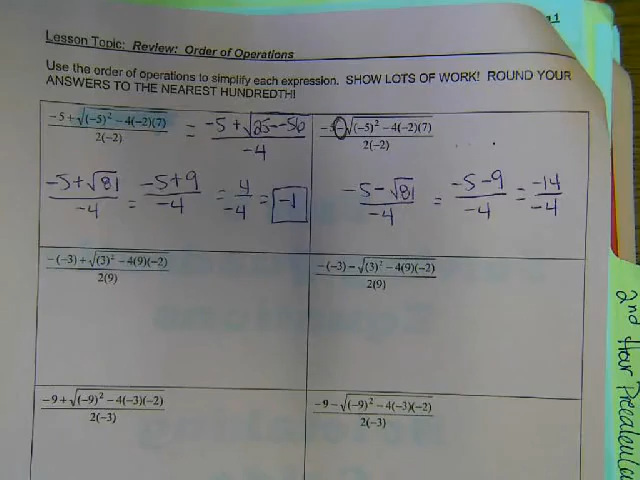 g 1
Lesson Topic: Review: Order of Operations
Use the order of operations to simplify each expression. SHOW LOTS OF WORK! ROUND YOUR
ANSWERS TO THE NEAREST HUNDREDTH!
(-5 + √((-5)² - 4(-2)(7))) / 2(-2) = (-5 + √(25--56)) / -4
(-5 + √81) / -4 = (-5 + 9) / -4 = 4 / -4 = -1
(-5 - √((-5)² - 4(-2)(7))) / 2(-2)
(-5 - √81) / -4 = (-5 - 9) / -4 = -14 / -4
(-(-3) + √((3)² - 4(9)(-2))) / 2(9)
(-(-3) - √((3)² - 4(9)(-2))) / 2(9)
(-9 + √((-9)² - 4(-3)(-2))) / 2(-3)
(-9 - √((-9)² - 4(-3)(-2))) / 2(-3)
2nd Hour Precalculus